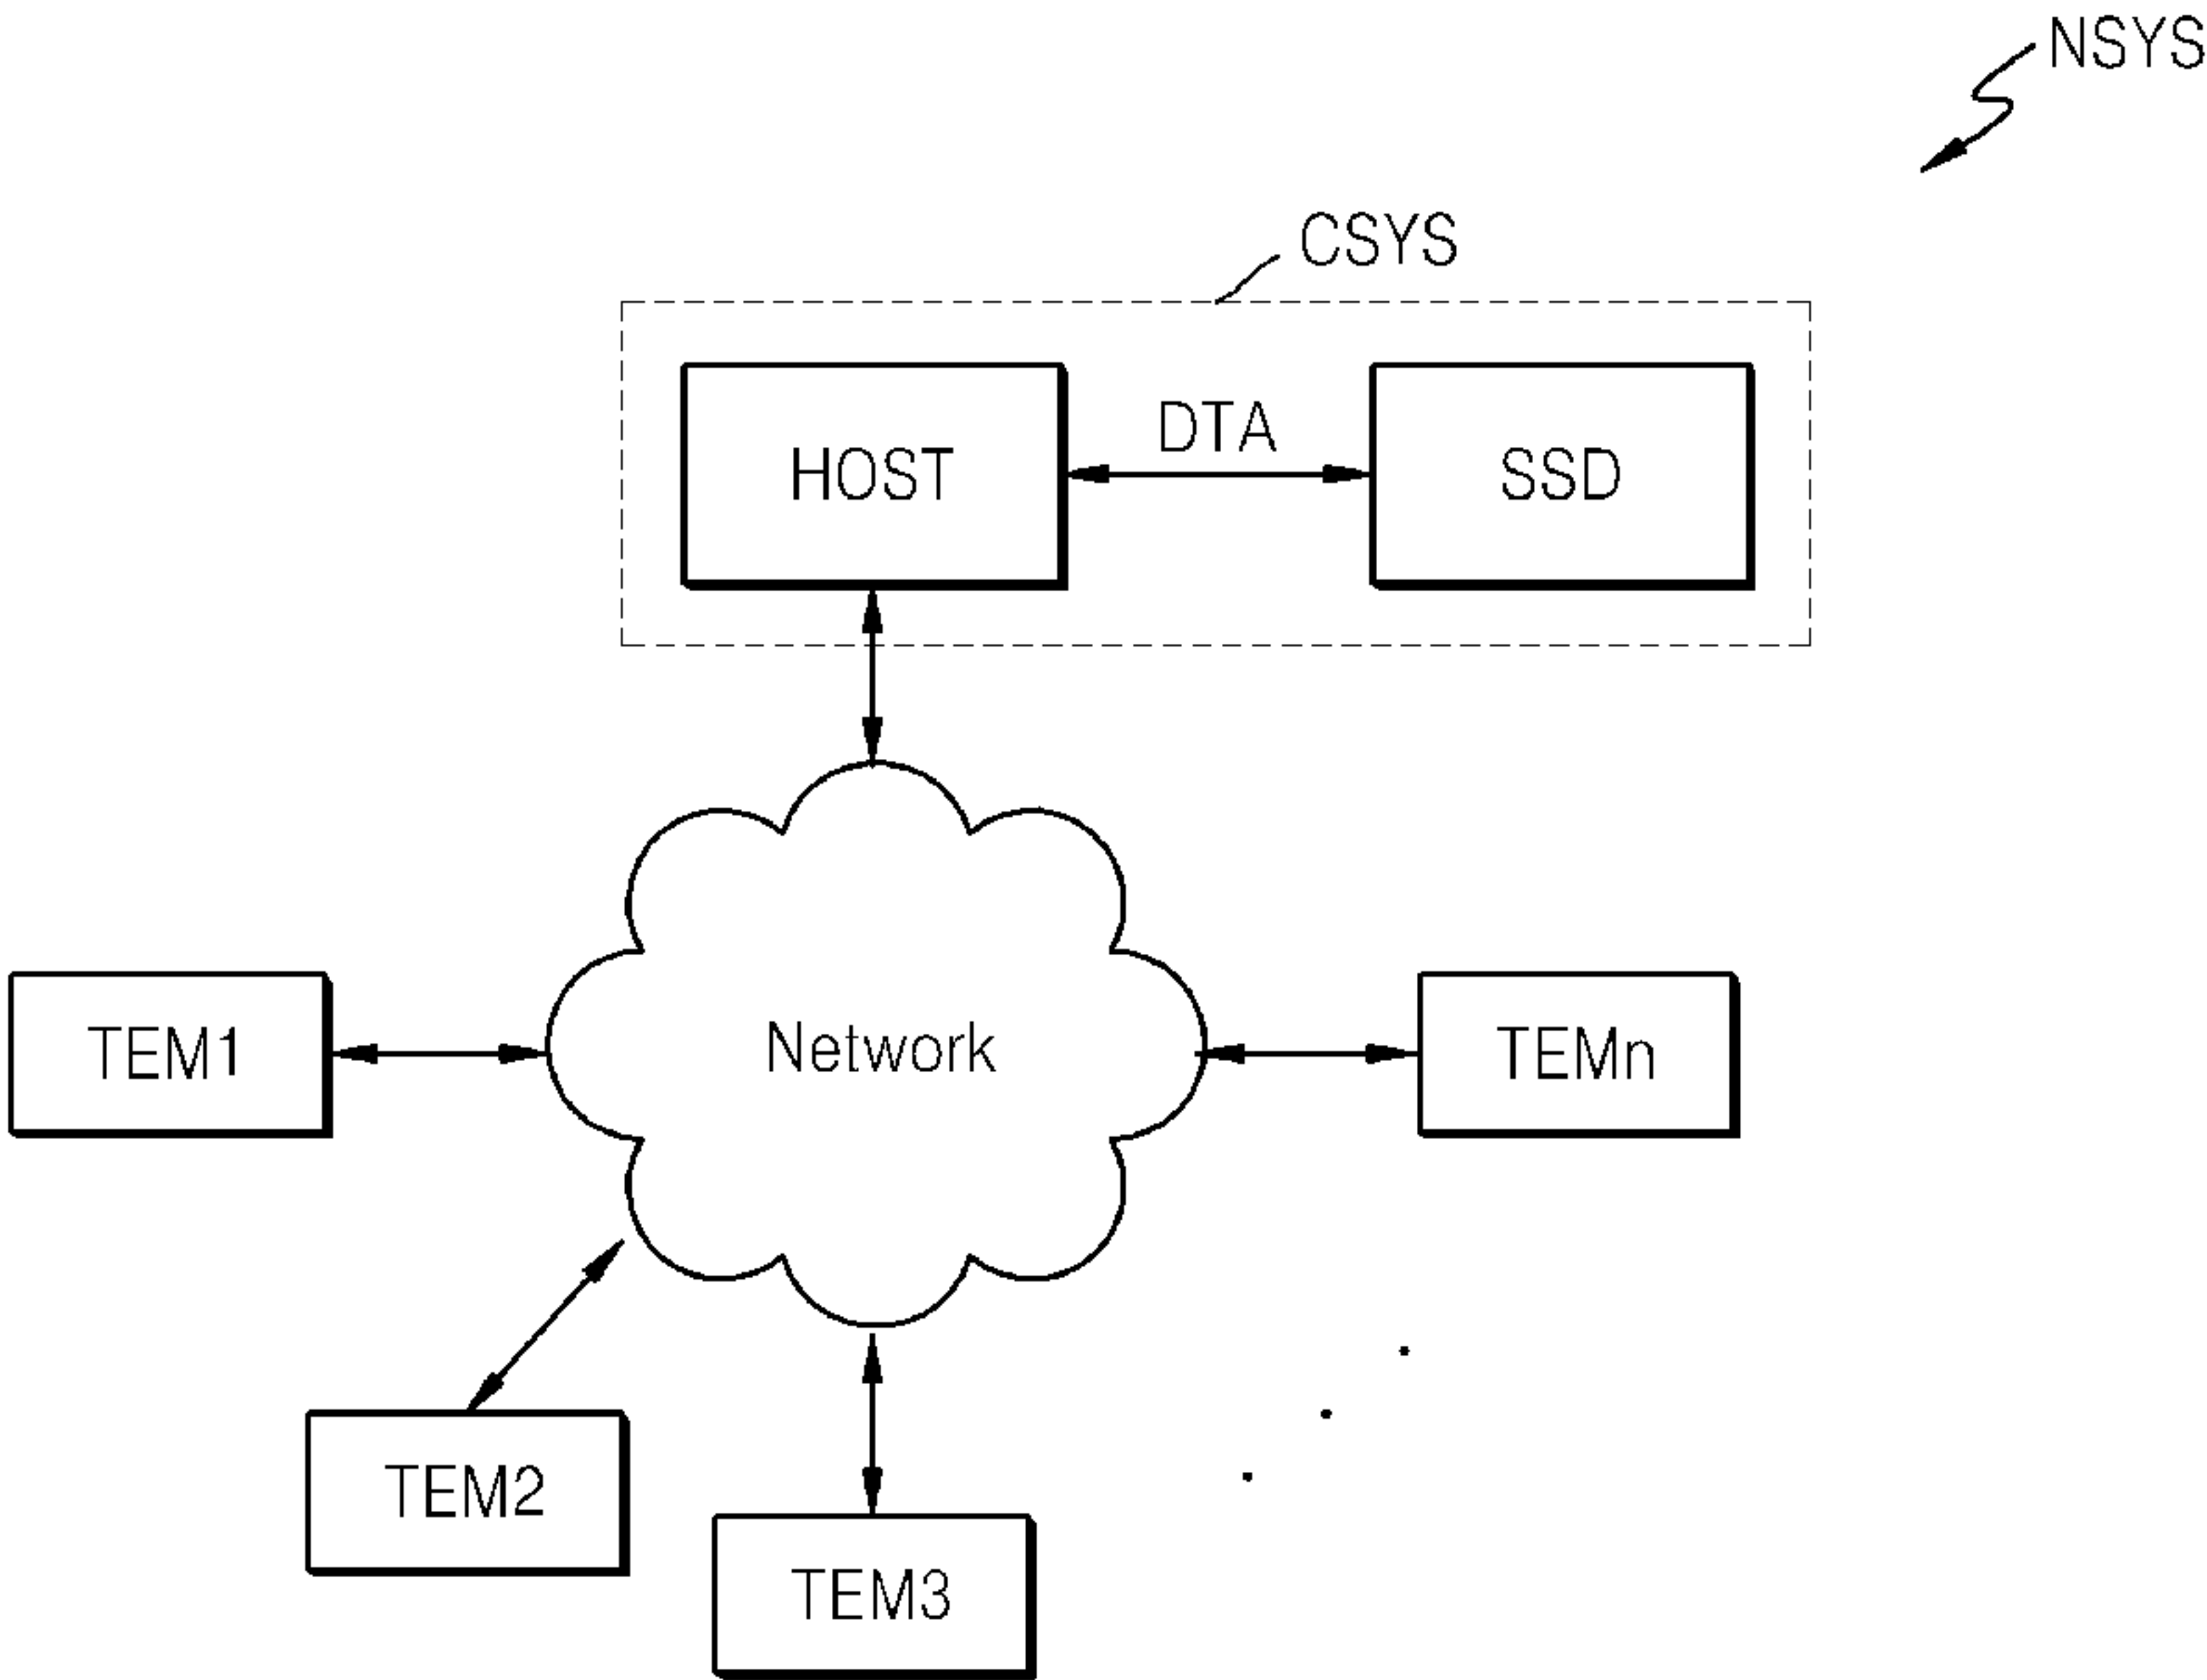 NSYS
CSYS
DTA
HOST
SSD
Network
TEM1
TEMn
TEM2
TEM3